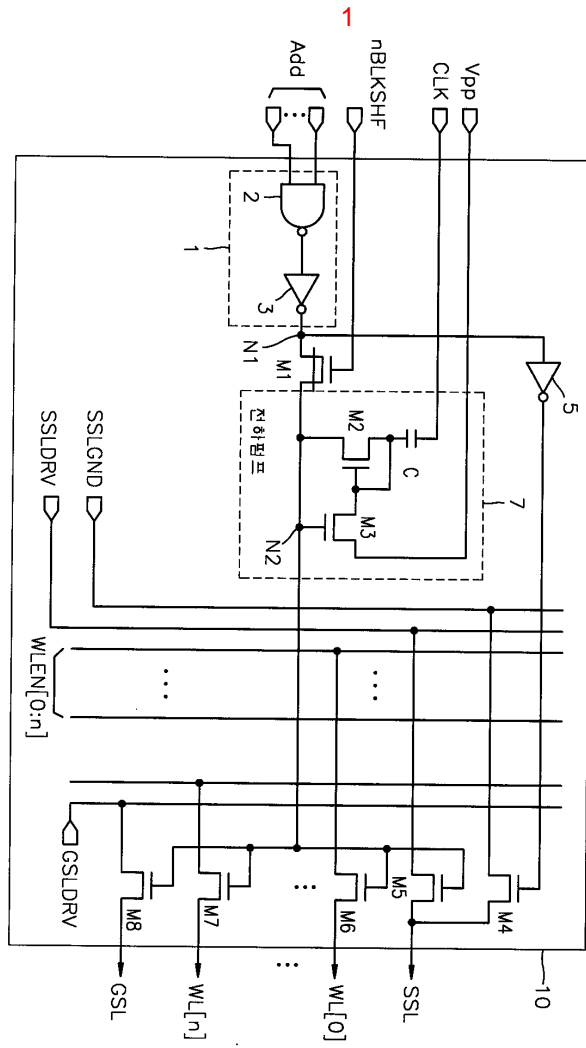 1
Vpp
CLK
nBLKSHF
Add
...
2
1
3
N1
M1
5
M2
C
M3
7
전하펌프
N2
SSLGND
SSLDRV
WLEN[0:n]
...
...
GSLDRV
M4
M5
M6
...
M7
M8
10
SSL
WL[0]
...
WL[n]
GSL